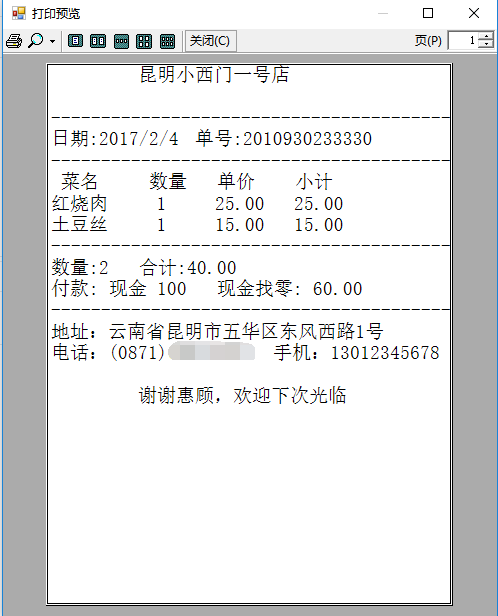 打印预览
关闭(C)
页(P) 1
昆明小西门一号店
日期:2017/2/4 单号:2010930233330
菜名 数量 单价 小计
红烧肉 1 25.00 25.00
土豆丝 1 15.00 15.00
数量:2 合计:40.00
付款: 现金 100 现金找零: 60.00
地址: 云南省昆明市五华区东风西路1号
电话: (0871) 手机: 13012345678
谢谢惠顾, 欢迎下次光临